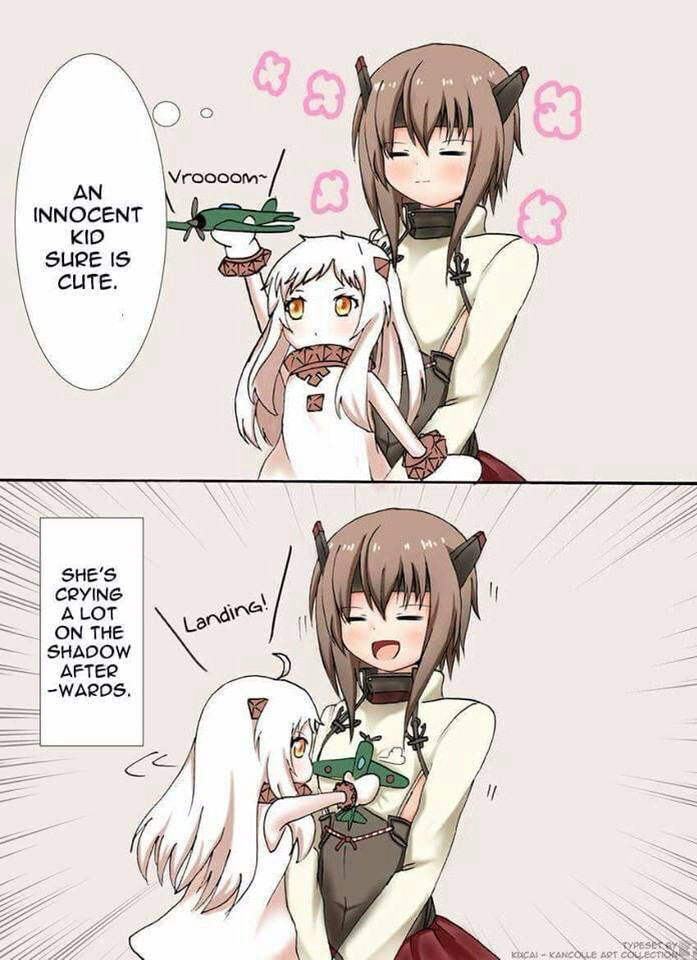 AN
INNOCENT
KID
SURE IS
CUTE.
Vroooom~
SHE'S
CRYING
A LOT
ON THE
SHADOW
AFTER
-WARDS.
Landing!
TYPESET BY
KUCAI - KANCOLLE ART COLLECTION